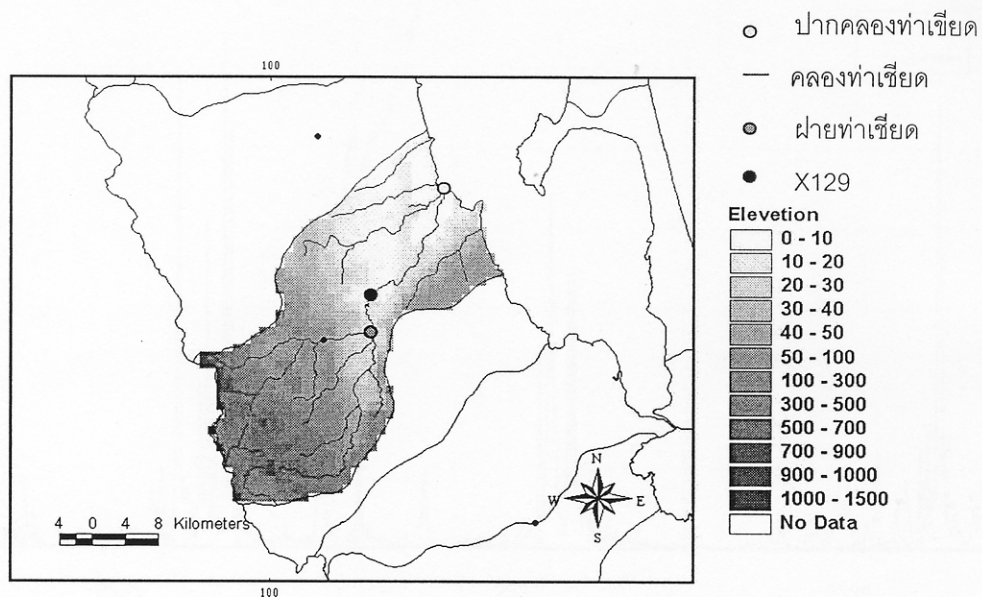 ปากคลองท่าเขียด
100
คลองท่าเชียด
ฝายท่าเชียด
X129
Elevetion
0 - 10
10 - 20
20 - 30
30 - 40
40 - 50
50 - 100
100 - 300
300 - 500
500 - 700
700 - 900
900 - 1000
1000 - 1500
No Data
N
W E
S
4 0 4 8 Kilometers
100